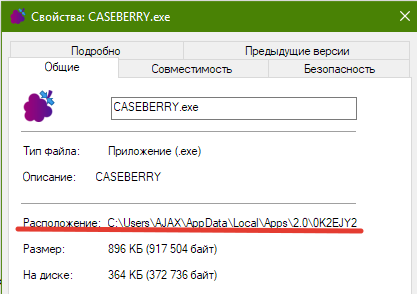 Свойства: CASEBERRY.exe
Подробно Предыдущие версии
Общие Совместимость Безопасность
CASEBERRY.exe
Тип файла: Приложение (.exe)
Описание: CASEBERRY
Расположение: C:\Users\AJAX\AppData\Local\Apps\2.0\0K2EJY2
Размер: 896 КБ (917 504 байт)
На диске: 364 КБ (372 736 байт)